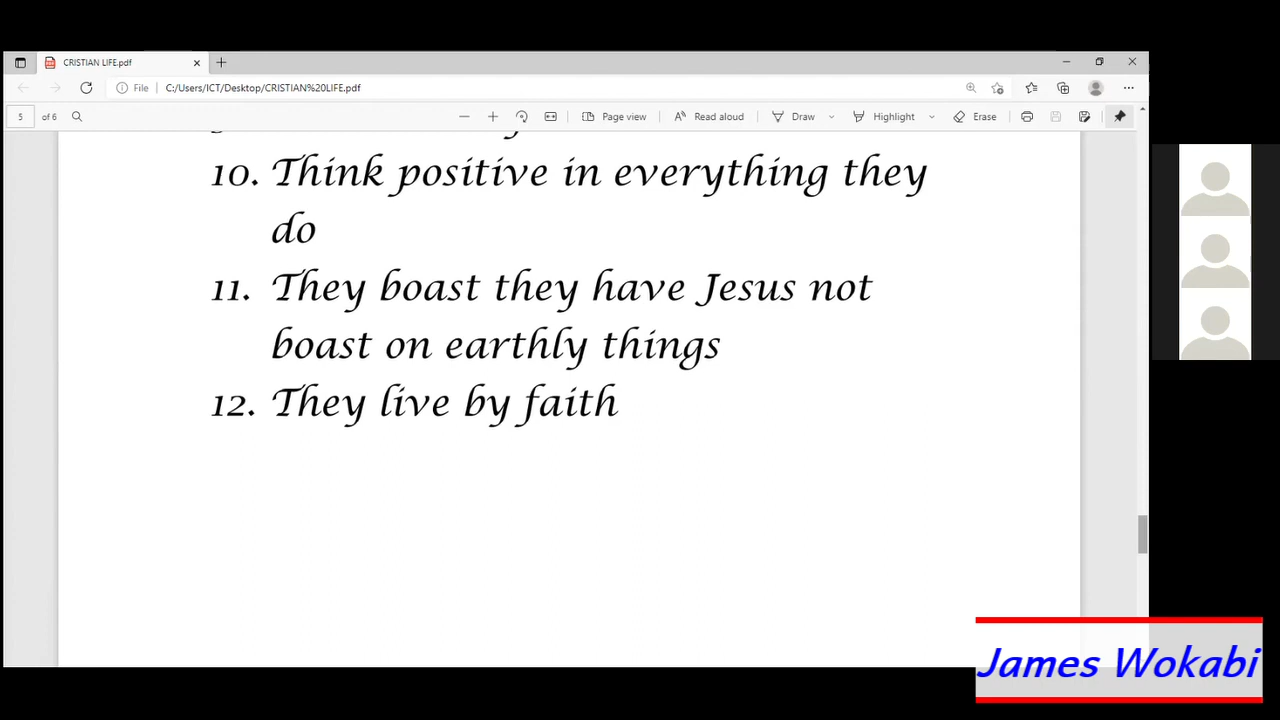 CRISTIAN LIFE.pdf
File C:/Users/ICT/Desktop/CRISTIAN%20LIFE.pdf
5 of 6 Page view Read aloud Draw Highlight Erase
10. Think positive in everything they
do
11. They boast they have Jesus not
boast on earthly things
12. They live by faith
James Wokabi